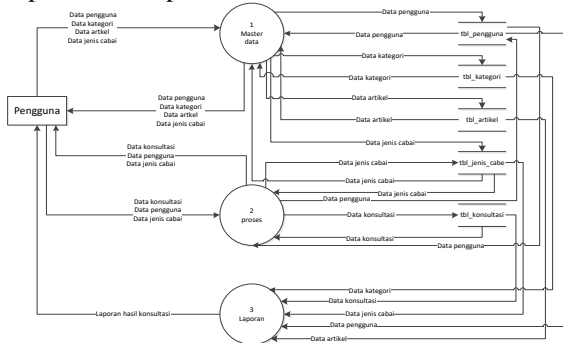 Data pengguna
Data kategori
Data artkel
Data jenis cabai
1
Master
data
Data pengguna
Data pengguna
tbl_pengguna
Data kategori
Data kategori
tbl_kategori
Data artikel
Data artikel
tbl_artikel
Data jenis cabai
Data jenis cabai
tbl_jenis_cabe
Data jenis cabai
Data jenis cabai
Pengguna
Data pengguna
Data kategori
Data artkel
Data jenis cabai
Data konsultasi
Data pengguna
Data jenis cabai
Data konsultasi
Data pengguna
Data jenis cabai
2
proses
Data pengguna
Data konsultasi
tbl_konsultasi
Data konsultasi
Data pengguna
Laporan hasil konsultasi
3
Laporan
Data kategori
Data konsultasi
Data jenis cabai
Data pengguna
Data artikel